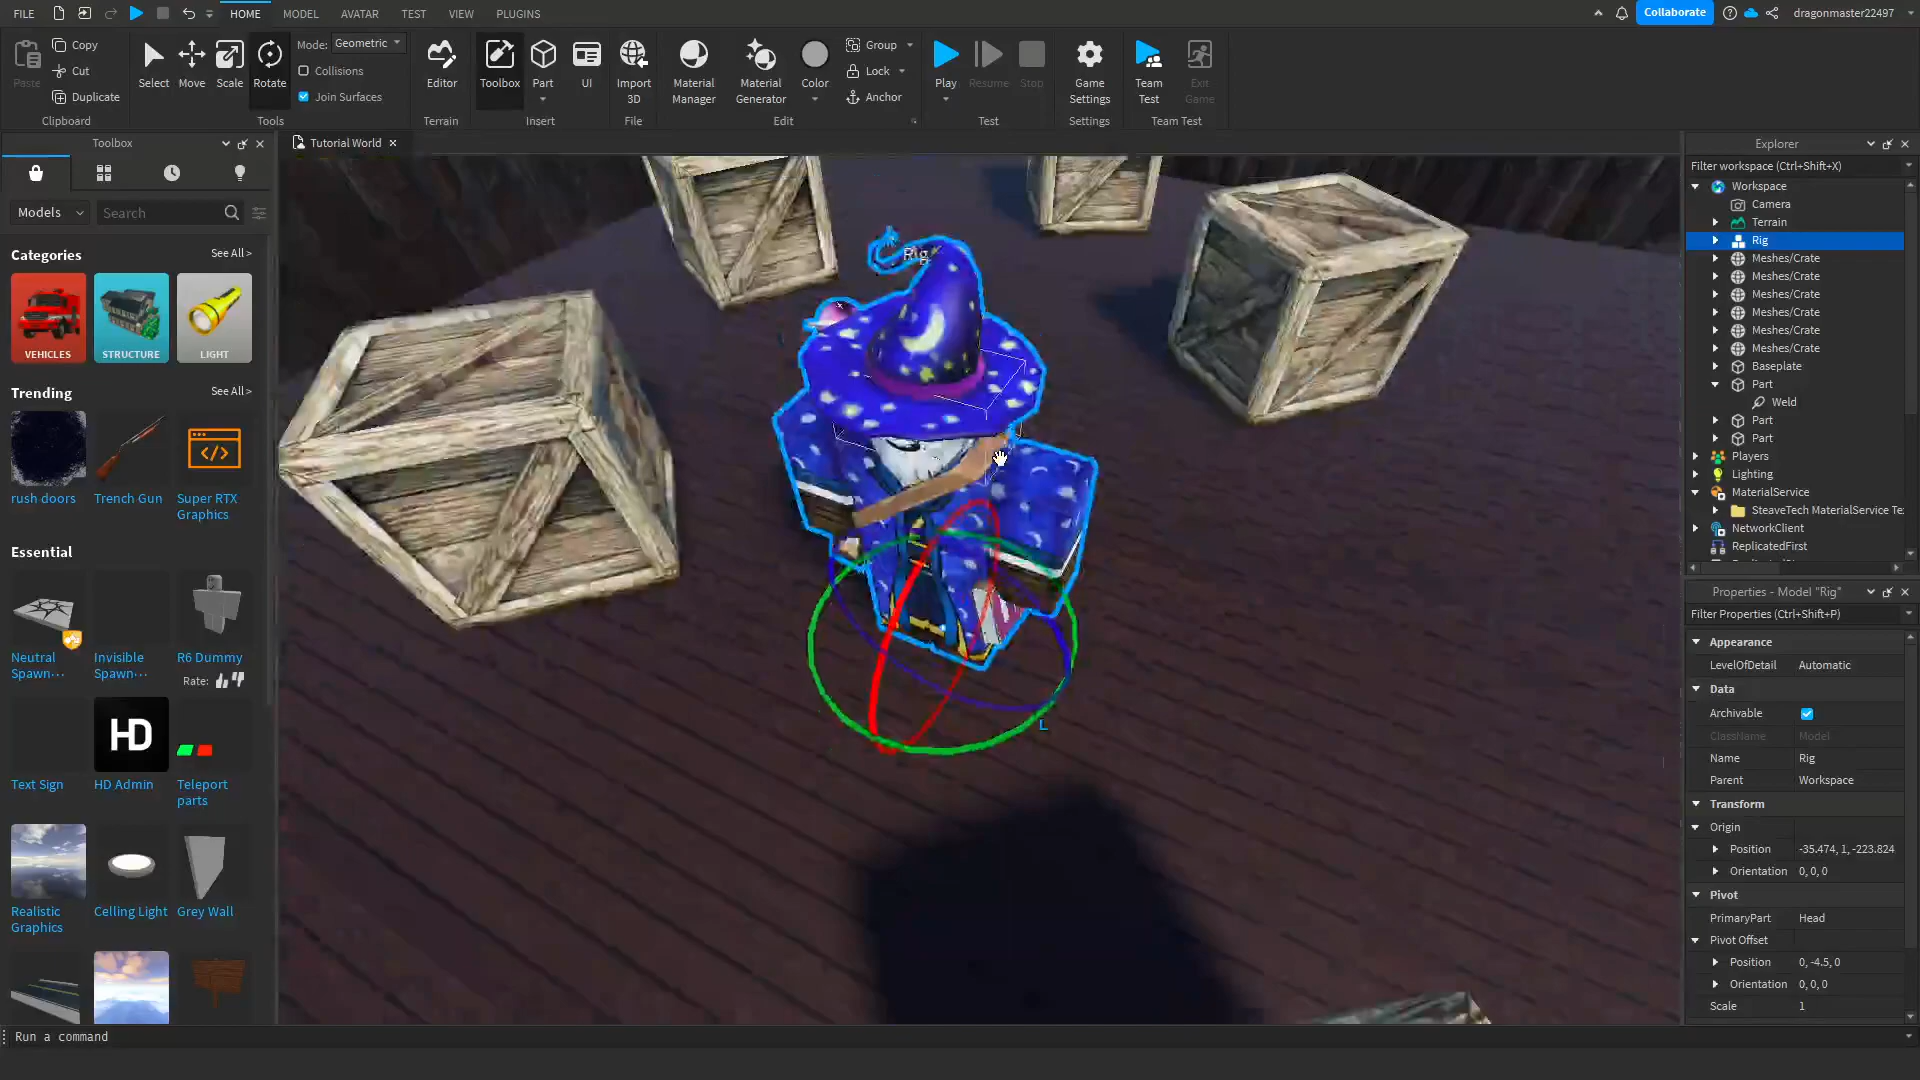 FILE
HOME
MODEL
AVATAR
TEST
VIEW
PLUGINS
Collaborate
dragonmaster22497
Paste
Copy
Cut
Duplicate
Clipboard
Select
Move
Scale
Rotate
Mode: Geometric
Collisions
Join Surfaces
Tools
Editor
Terrain
Toolbox
Part
UI
Insert
Import
3D
File
Material
Manager
Material
Generator
Color
Group
Lock
Anchor
Edit
Play
Resume
Stop
Test
Game
Settings
Settings
Team
Test
Exit
Game
Team Test
Toolbox
Models
Search
Categories
See All >
VEHICLES
STRUCTURE
LIGHT
Trending
See All >
rush doors
Trench Gun
Super RTX
Graphics
Essential
Neutral
Spawn···
Invisible
Spawn···
R6 Dummy
Rate:
Text Sign
HD
HD Admin
Teleport
parts
Realistic
Graphics
Celling Light
Grey Wall
Tutorial World
Rig
L
Explorer
Filter workspace (Ctrl+Shift+X)
Workspace
Camera
Terrain
Rig
Meshes/Crate
Meshes/Crate
Meshes/Crate
Meshes/Crate
Meshes/Crate
Meshes/Crate
Baseplate
Part
Weld
Part
Part
Players
Lighting
MaterialService
SteaveTech MaterialService Te
NetworkClient
ReplicatedFirst
Properties - Model "Rig"
Filter Properties (Ctrl+Shift+P)
Appearance
LevelOfDetail Automatic
Data
Archivable
ClassName Model
Name Rig
Parent Workspace
Transform
Origin
Position -35.474, 1, -223.824
Orientation 0, 0, 0
Pivot
PrimaryPart Head
Pivot Offset
Position 0, -4.5, 0
Orientation 0, 0, 0
Scale 1
Run a command